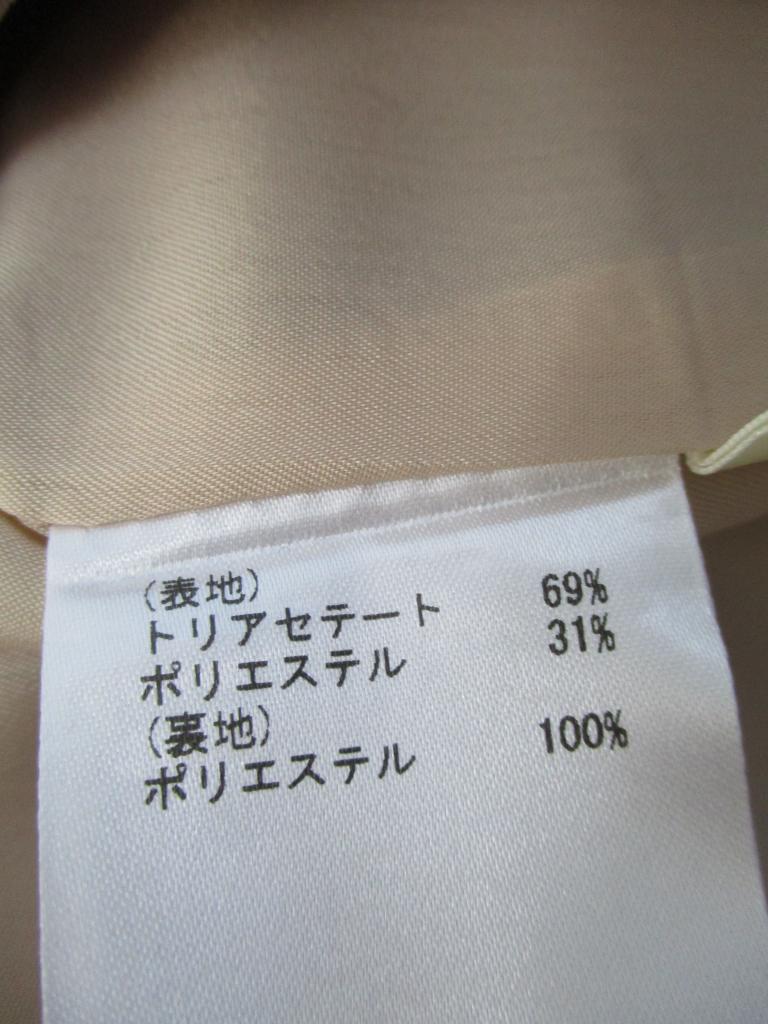 (表地)
トリアセテート 69%
ポリエステル 31%
(裏地)
ポリエステル 100%